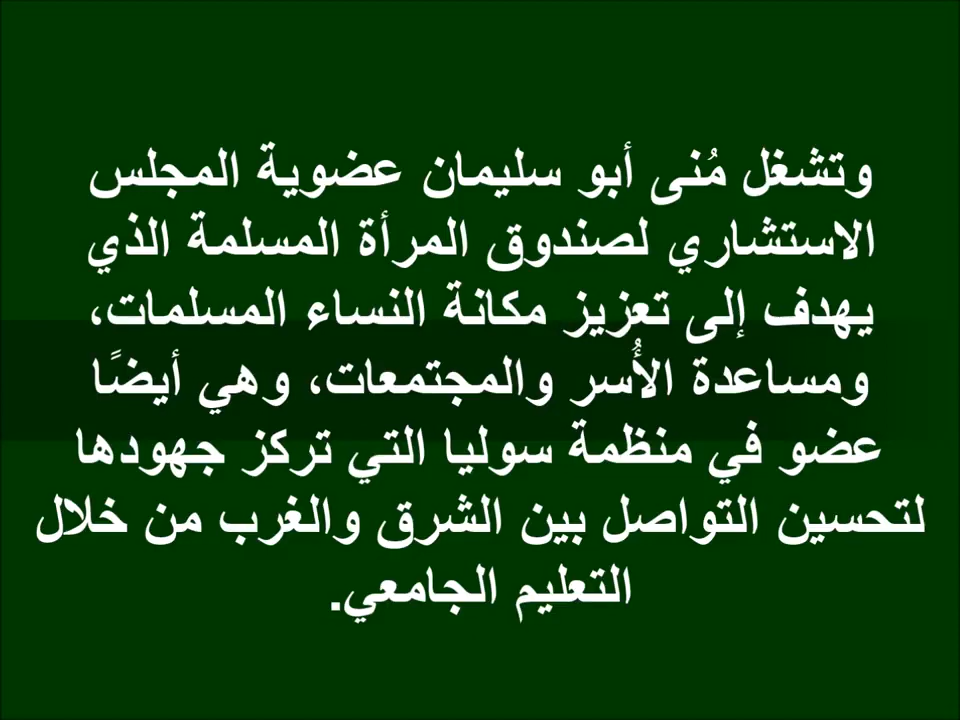 وتشغل مُنى أبو سليمان عضوية المجلس
الاستشاري لصندوق المرأة المسلمة الذي
يهدف إلى تعزيز مكانة النساء المسلمات،
ومساعدة الأُسر والمجتمعات، وهي أيضًا
عضو في منظمة سوليا التي تركز جهودها
لتحسين التواصل بين الشرق والغرب من خلال
التعليم الجامعي.